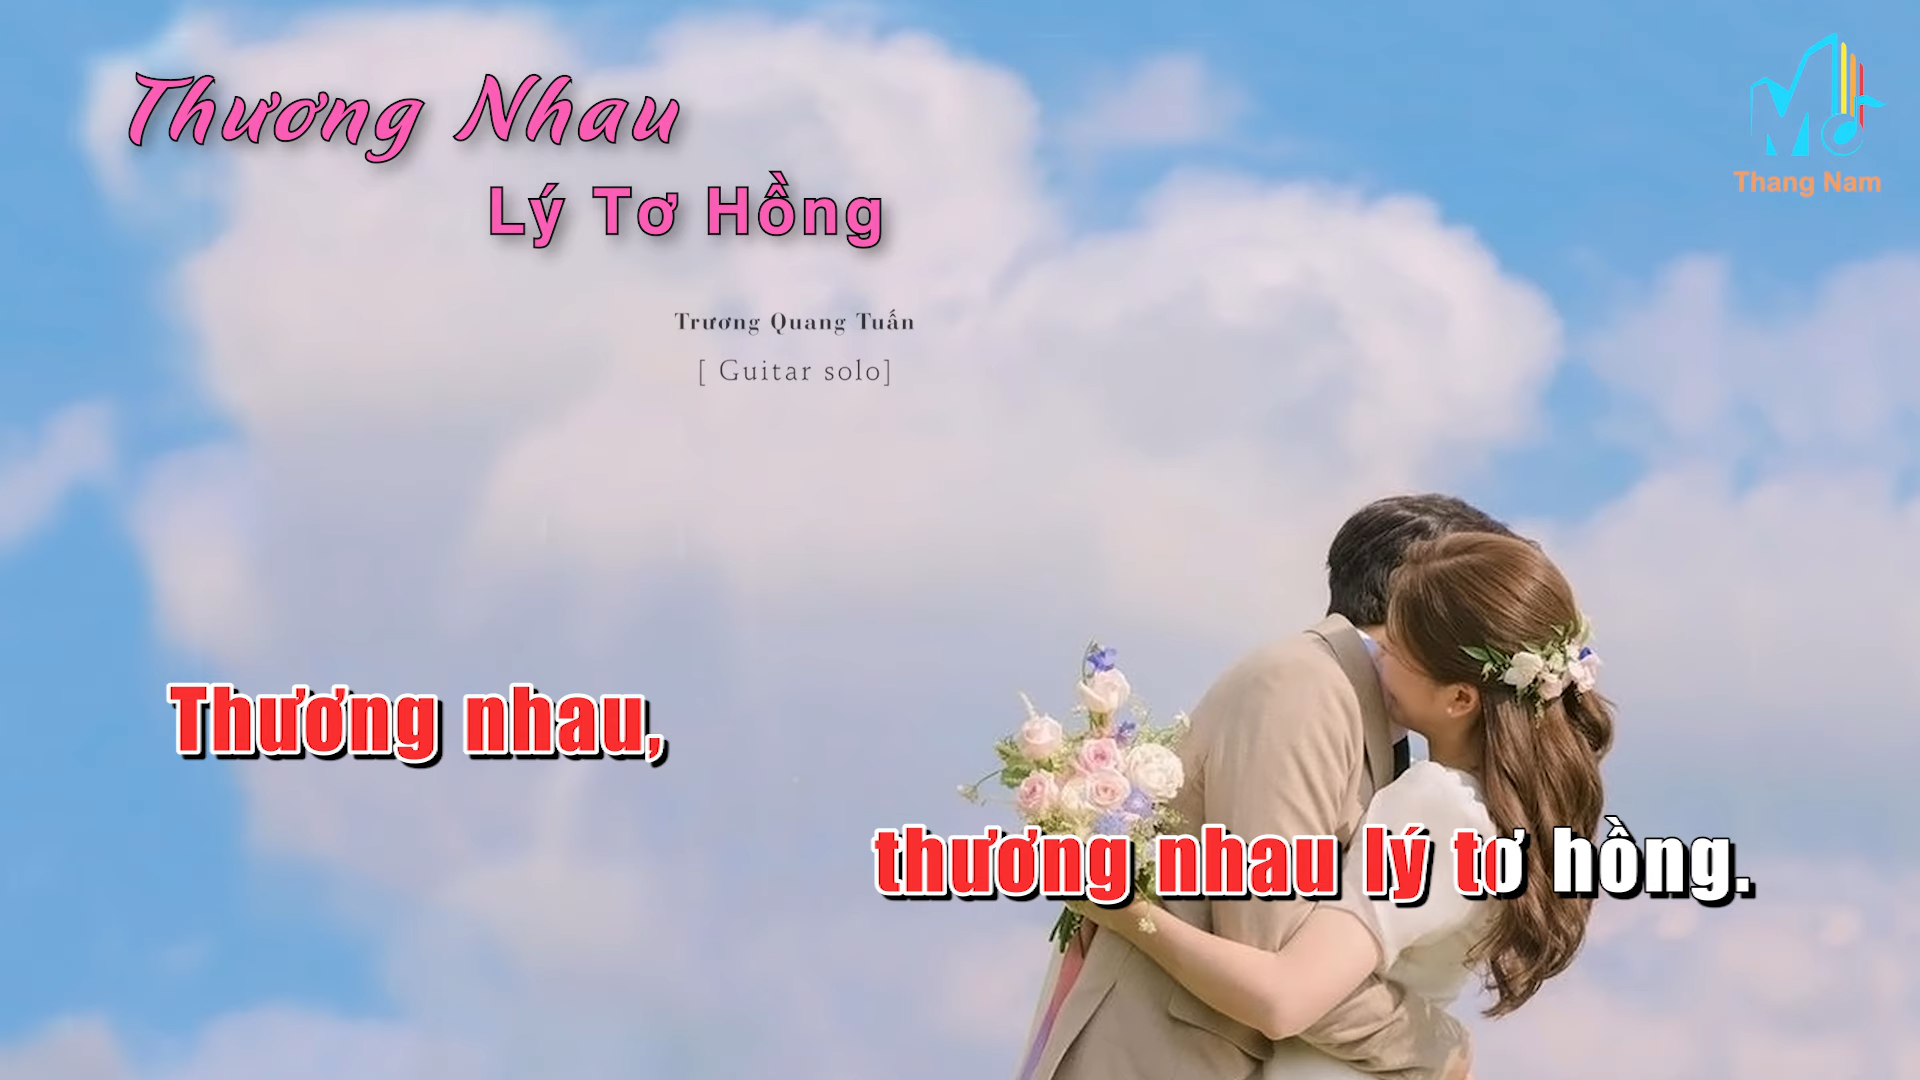 Thương Nhau
Lý Tơ Hồng
Thang Nam
Trương Quang Tuấn
[ Guitar solo]
Thương nhau,
thương nhau lý tơ hồng.